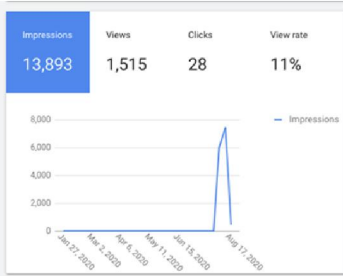 Impressions Views Clicks View rate
13,893 1,515 28 11%
8,000
Impressions
6,000
4,000
2,000
0
Jan 27, 2020 Mar 2, 2020 Apr 6, 2020 May 11, 2020 Jun 15, 2020 Aug 17, 2020